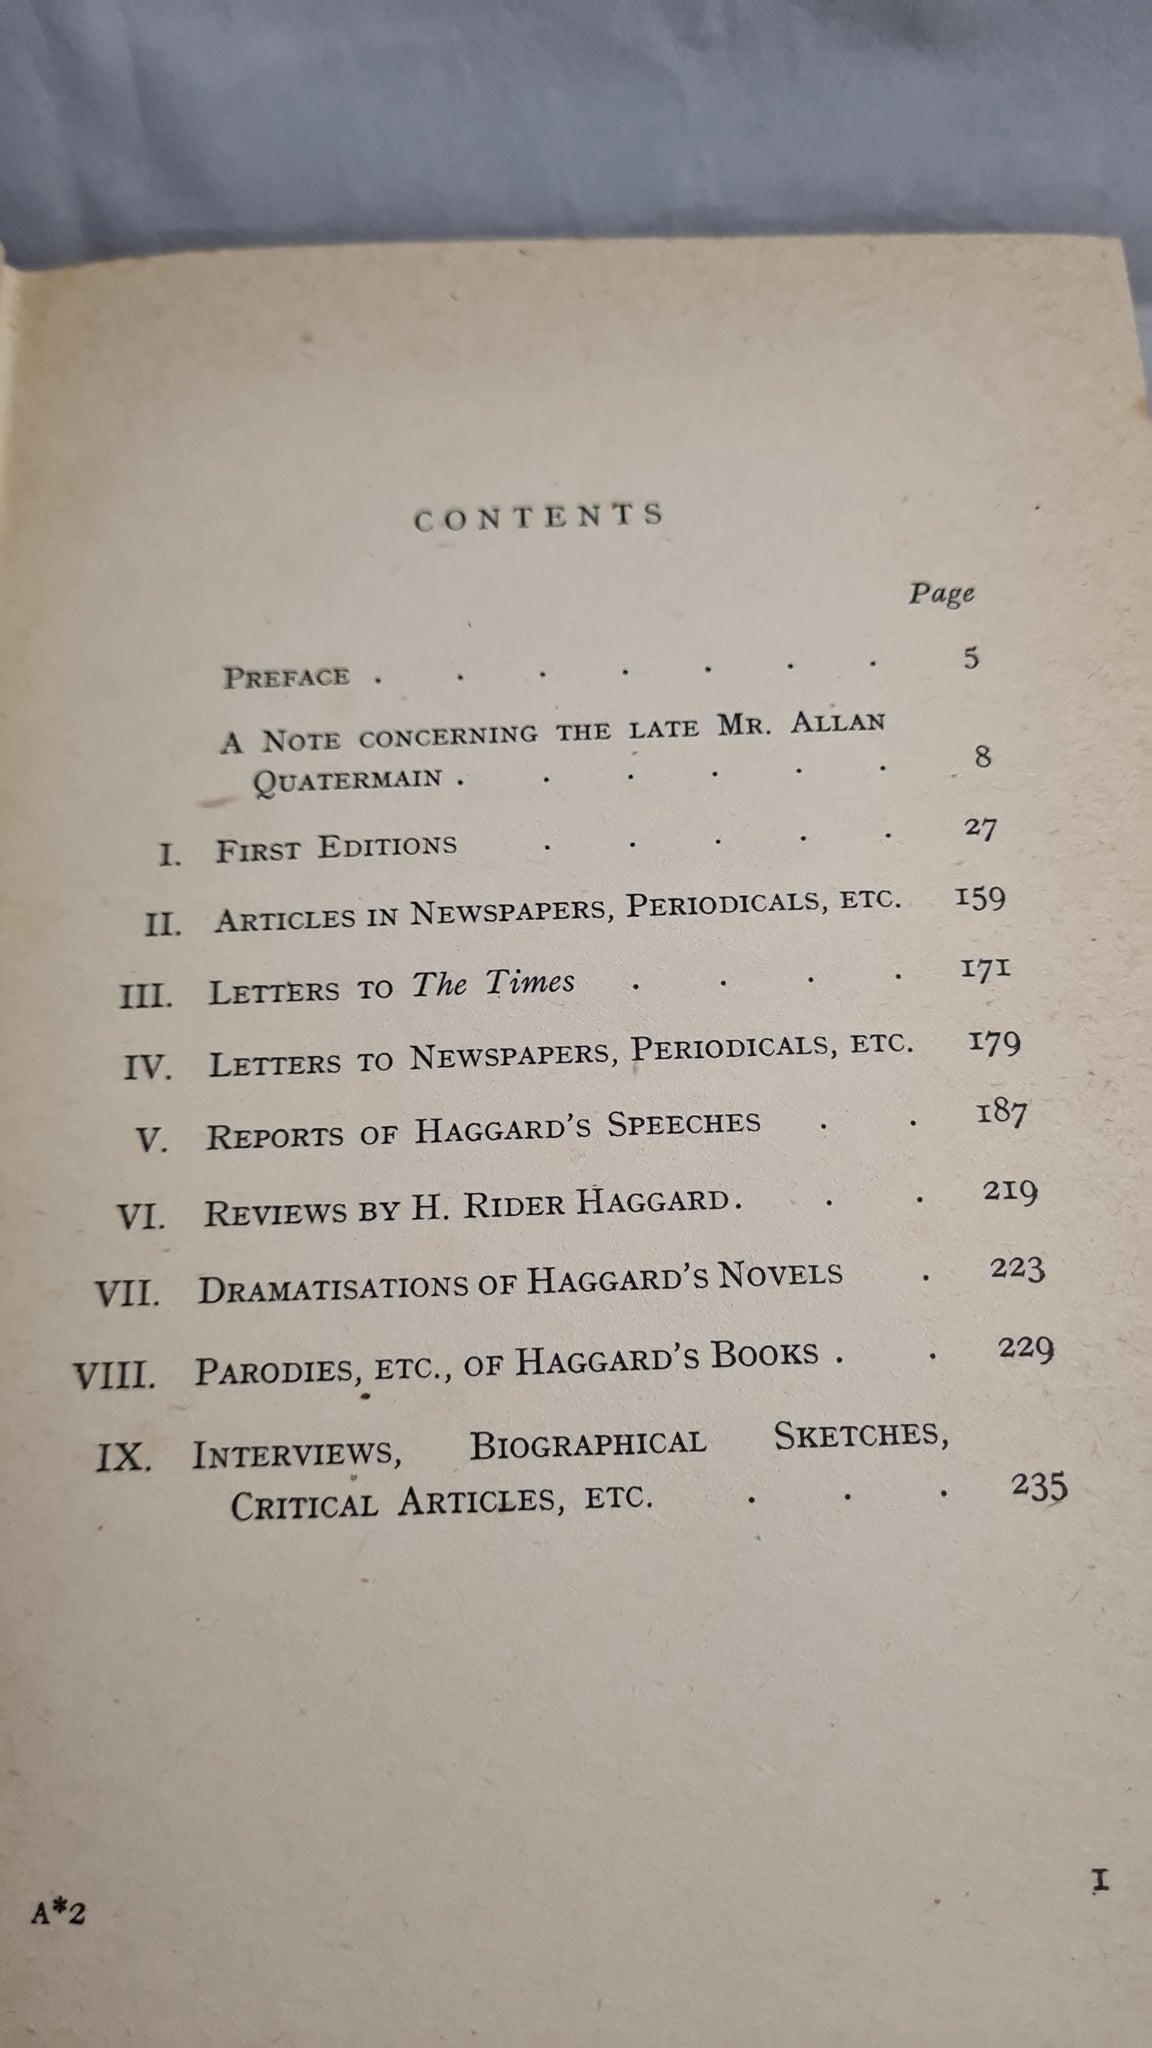 CONTENTS
Page
PREFACE . . . . . . . 5
A NOTE CONCERNING THE LATE MR. ALLAN
QUATERMAIN . . . . . . 8
I. FIRST EDITIONS . . . . . 27
II. ARTICLES IN NEWSPAPERS, PERIODICALS, ETC. 159
III. LETTERS TO The Times . . . . 171
IV. LETTERS TO NEWSPAPERS, PERIODICALS, ETC. 179
V. REPORTS OF HAGGARD'S SPEECHES . . 187
VI. REVIEWS BY H. RIDER HAGGARD . . . 219
VII. DRAMATISATIONS OF HAGGARD'S NOVELS . 223
VIII. PARODIES, ETC., OF HAGGARD'S BOOKS . . 229
IX. INTERVIEWS, BIOGRAPHICAL SKETCHES,
CRITICAL ARTICLES, ETC. . . . 235
A*2 I